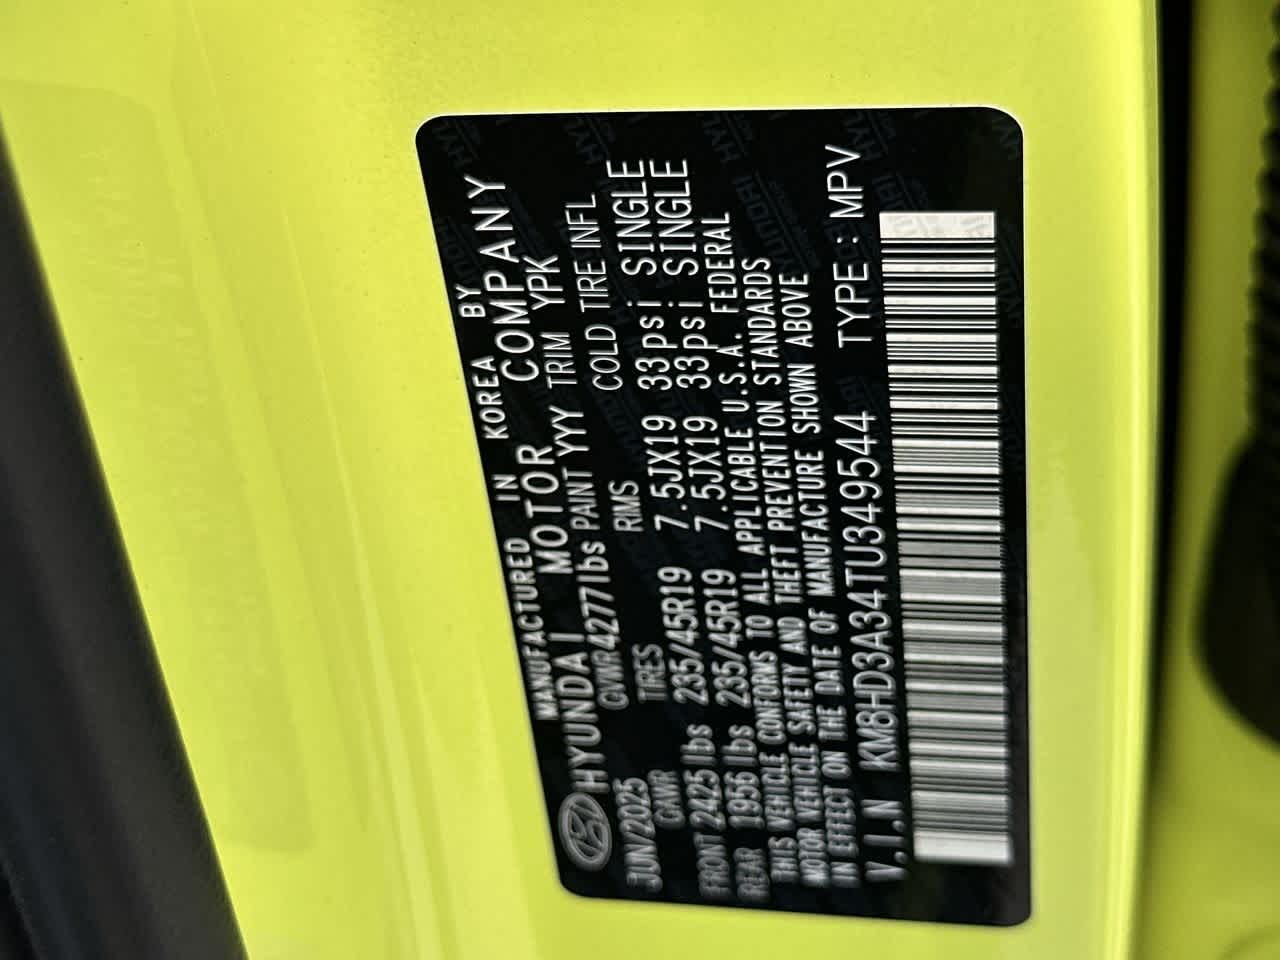 MANUFACTURED IN KOREA BY
HYUNDAI MOTOR COMPANY
JUN/2025 GVWR 4277lbs PAINT YYY TRIM YPK
GAWR TIRES RIMS COLD TIRE INFL
FRONT 2425 lbs 235/45R19 7.5JX19 33psi SINGLE
REAR 1956 lbs 235/45R19 7.5JX19 33psi SINGLE
THIS VEHICLE CONFORMS TO ALL APPLICABLE U.S.A. FEDERAL
MOTOR VEHICLE SAFETY AND THEFT PREVENTION STANDARDS
IN EFFECT ON THE DATE OF MANUFACTURE SHOWN ABOVE
V.I.N KM8HD3A34TU349544 TYPE:MPV